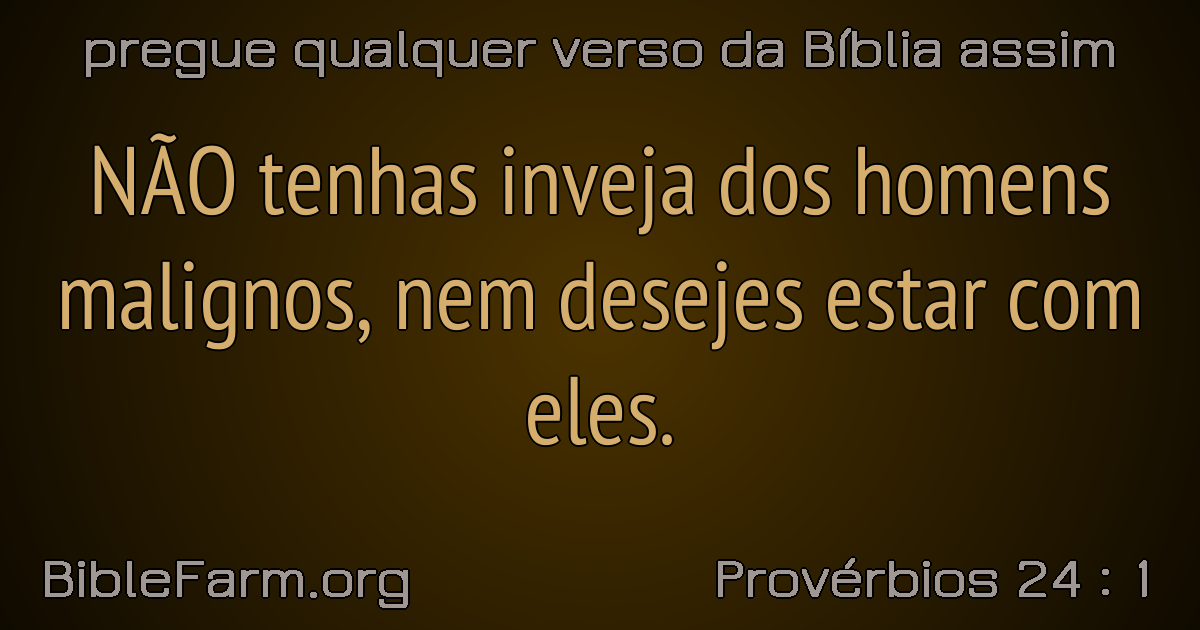 pregue qualquer verso da Bíblia assim
NÃO tenhas inveja dos homens
malignos, nem desejes estar com
eles.
BibleFarm.org
Provérbios 24 : 1